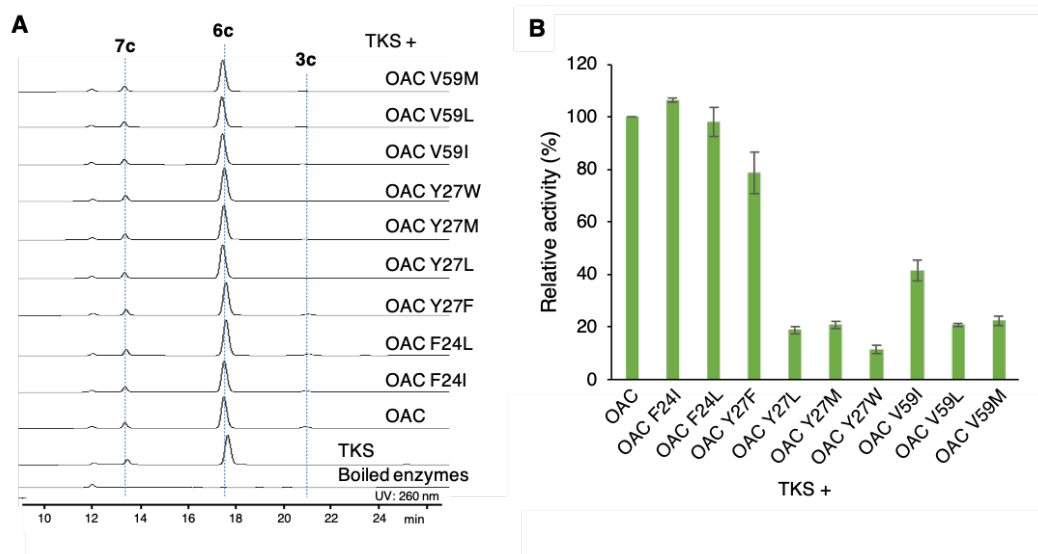 A
7c
6c
3c
TKS +
OAC V59M
OAC V59L
OAC V59I
OAC Y27W
OAC Y27M
OAC Y27L
OAC Y27F
OAC F24L
OAC F24I
OAC
TKS
Boiled enzymes
UV: 260 nm
10 12 14 16 18 20 22 24 min
B
Relative activity (%)
120
100
80
60
40
20
0
OAC
OAC F24I
OAC F24L
OAC Y27F
OAC Y27L
OAC Y27M
OAC Y27W
OAC V59I
OAC V59L
OAC V59M
TKS +